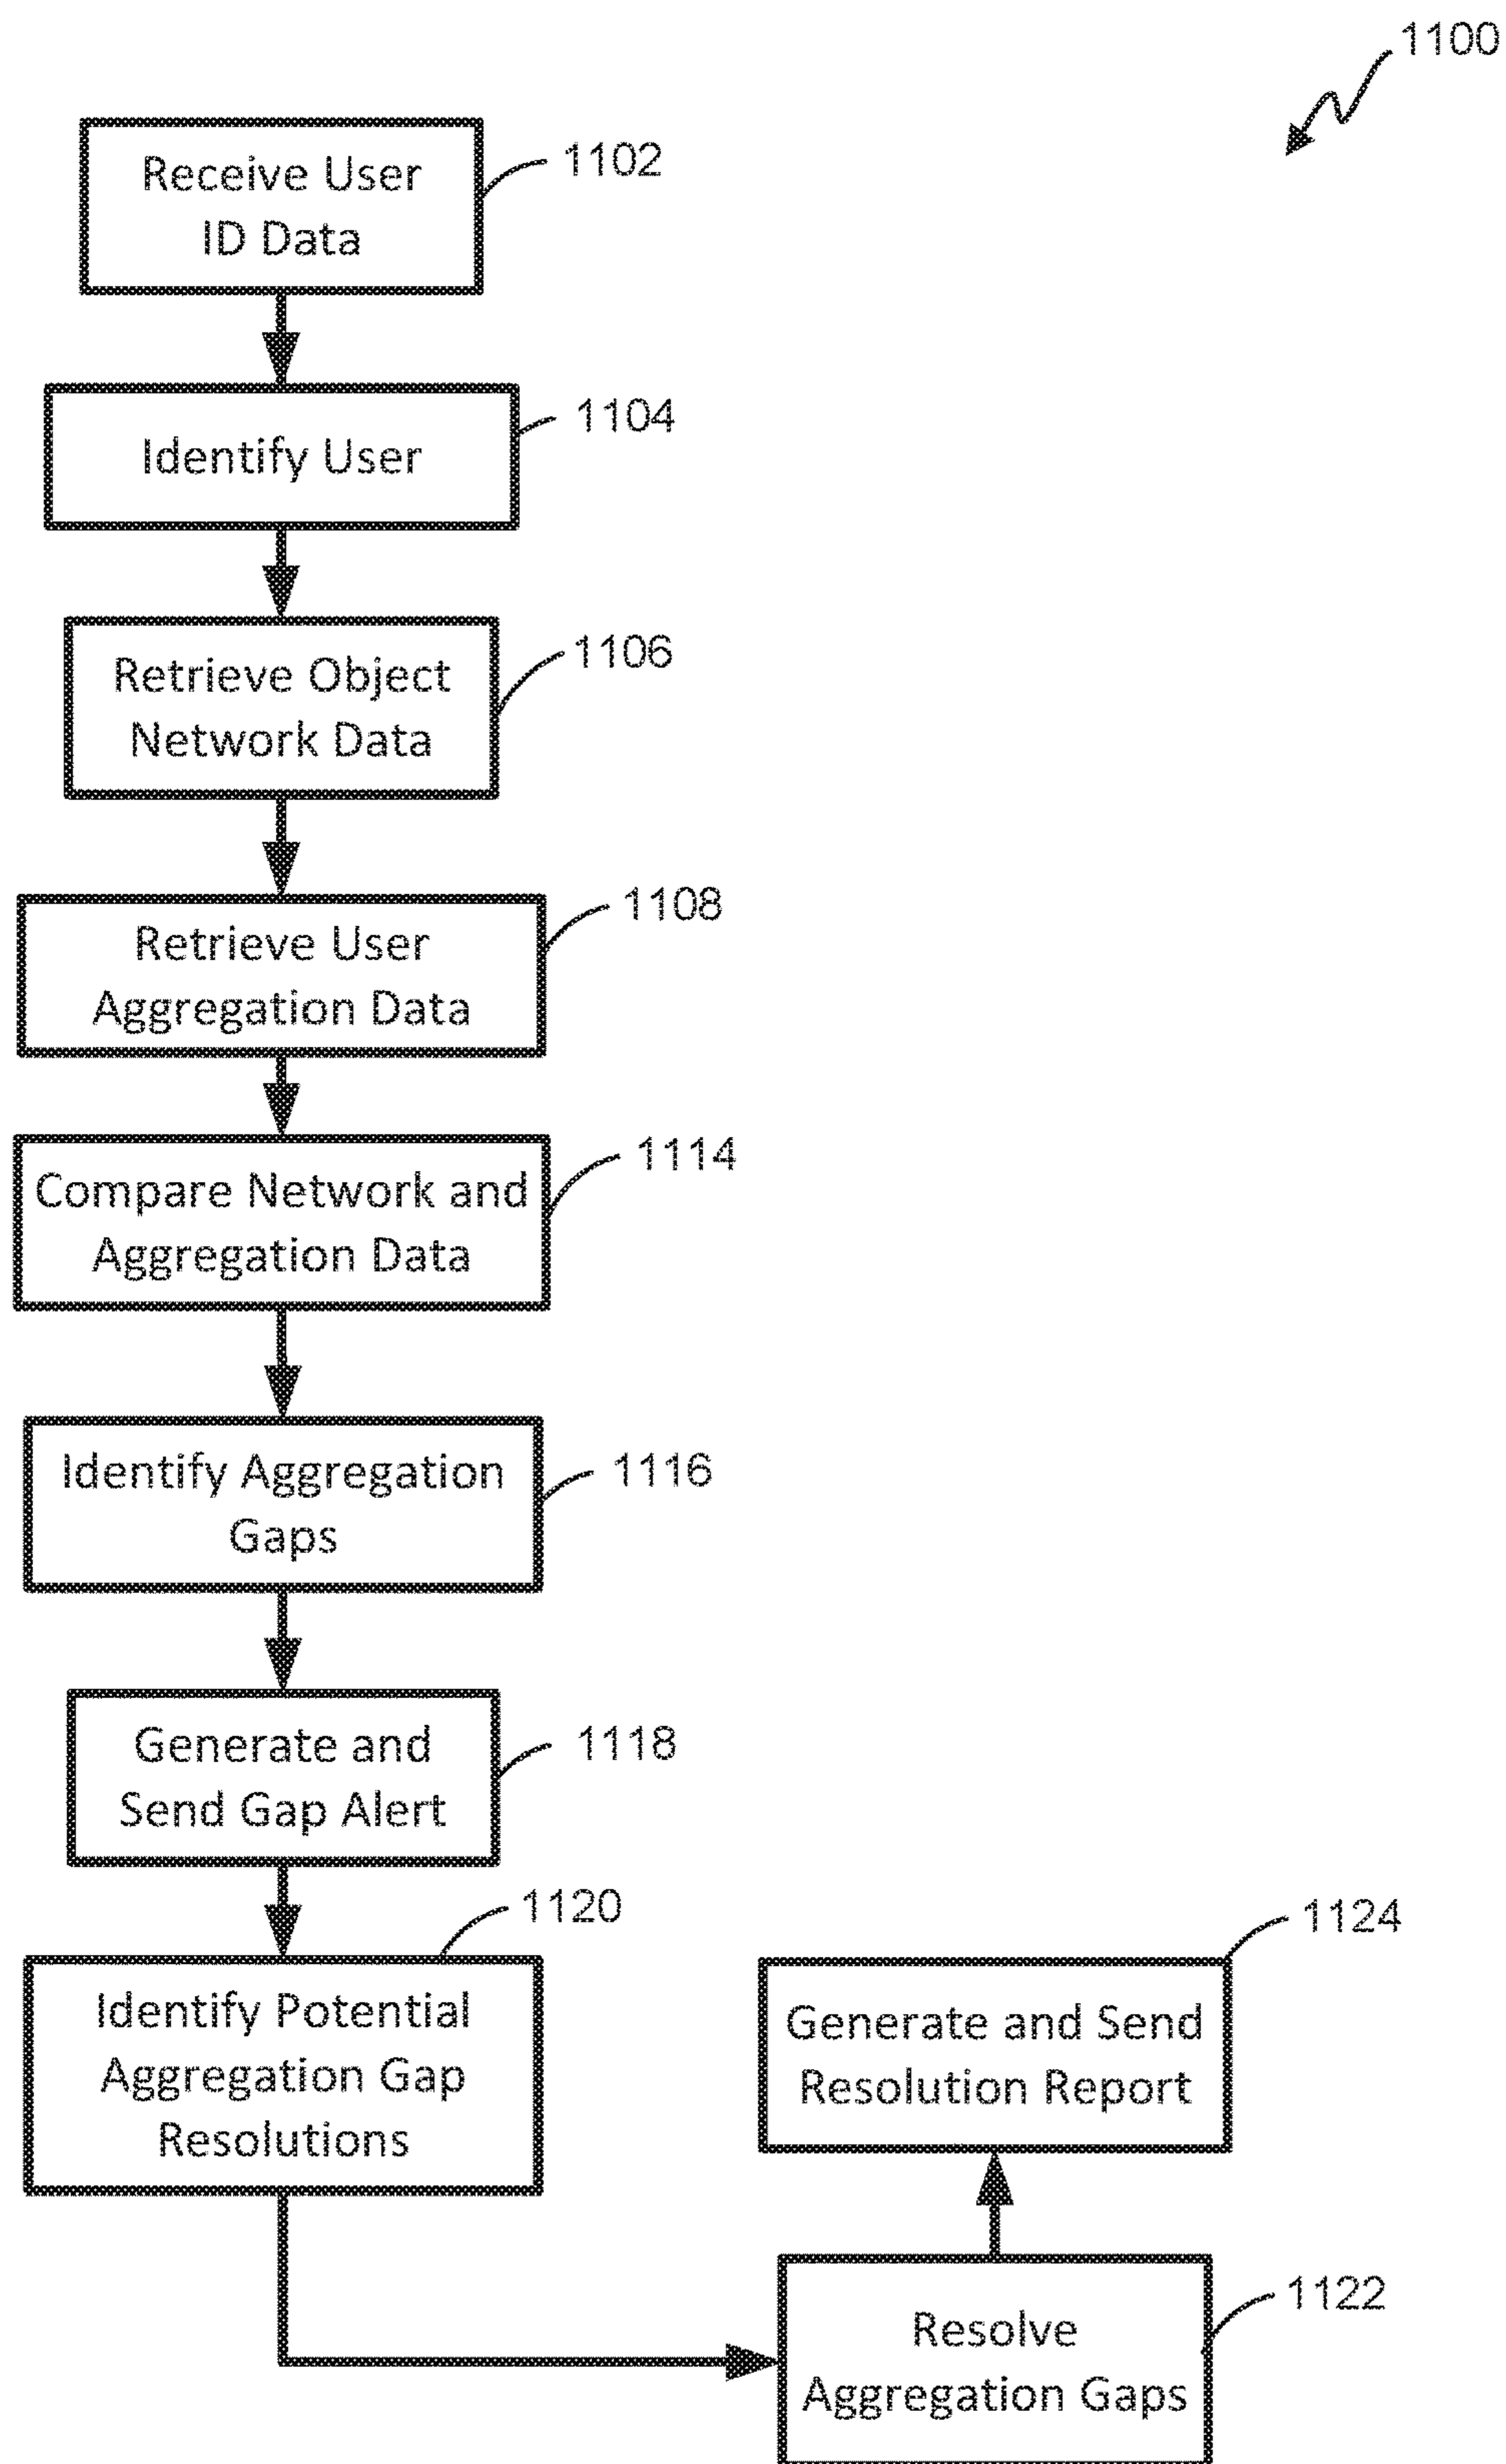 1100
Receive User
ID Data
1102
Identify User
1104
Retrieve Object
Network Data
1106
Retrieve User
Aggregation Data
1108
Compare Network and
Aggregation Data
1114
Identify Aggregation
Gaps
1116
Generate and
Send Gap Alert
1118
Identify Potential
Aggregation Gap
Resolutions
1120
Resolve
Aggregation Gaps
1122
Generate and Send
Resolution Report
1124